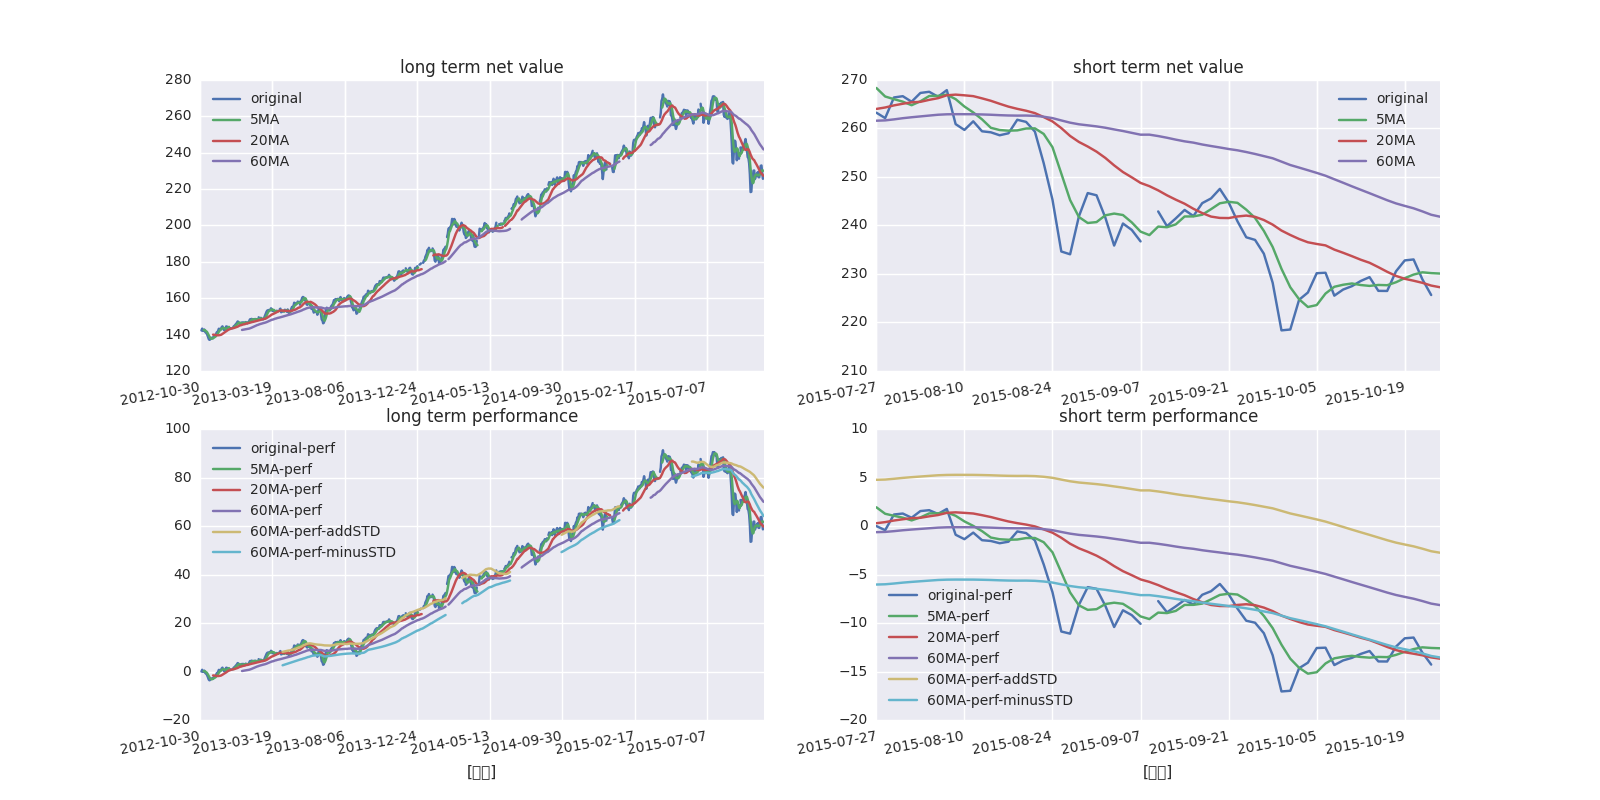 long term net value
280
260
240
220
200
180
160
140
120
original
5MA
20MA
60MA
2012-10-30
2013-03-19
2013-08-06
2013-12-24
2014-05-13
2014-09-30
2015-02-17
2015-07-07
short term net value
270
260
250
240
230
220
210
original
5MA
20MA
60MA
2015-07-27
2015-08-10
2015-08-24
2015-09-07
2015-09-21
2015-10-05
2015-10-19
long term performance
100
80
60
40
20
0
−20
original-perf
5MA-perf
20MA-perf
60MA-perf
60MA-perf-addSTD
60MA-perf-minusSTD
2012-10-30
2013-03-19
2013-08-06
2013-12-24
2014-05-13
2014-09-30
2015-02-17
2015-07-07
short term performance
10
5
0
−5
−10
−15
−20
original-perf
5MA-perf
20MA-perf
60MA-perf
60MA-perf-addSTD
60MA-perf-minusSTD
2015-07-27
2015-08-10
2015-08-24
2015-09-07
2015-09-21
2015-10-05
2015-10-19